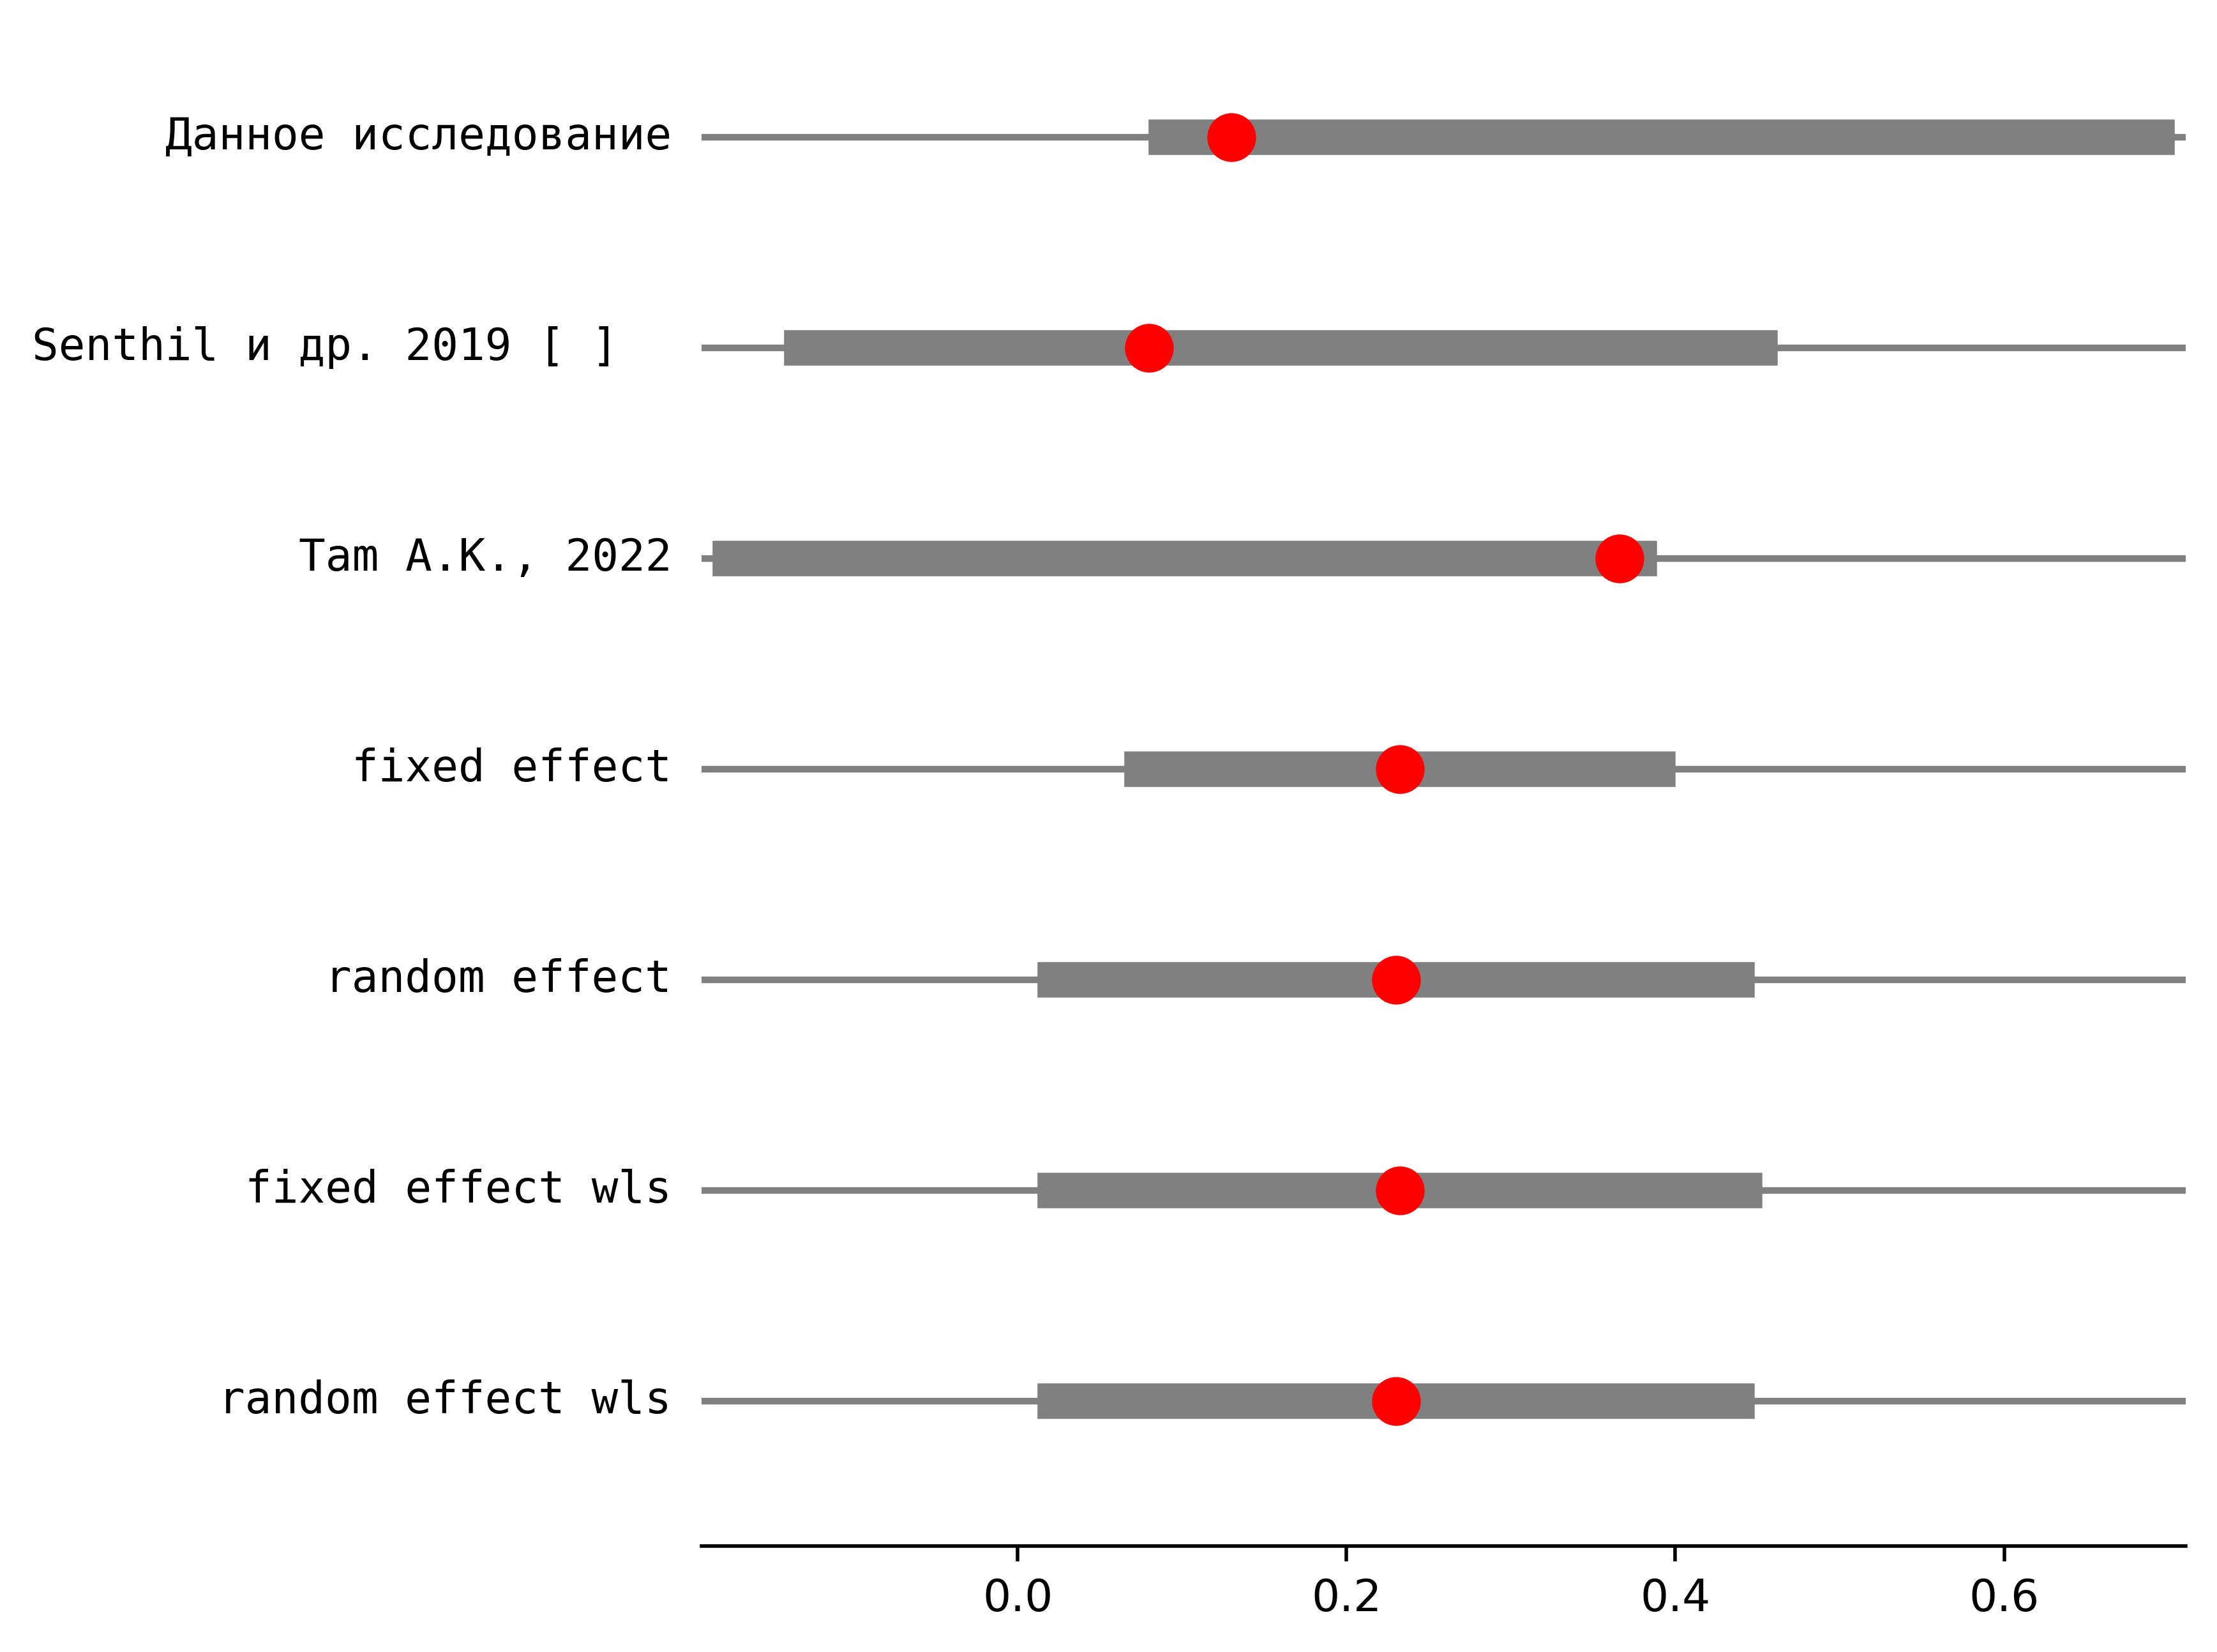 Данное исследование
Senthil и др. 2019 [ ]
Tam A.K., 2022
fixed effect
random effect
fixed effect wls
random effect wls
0.0 0.2 0.4 0.6